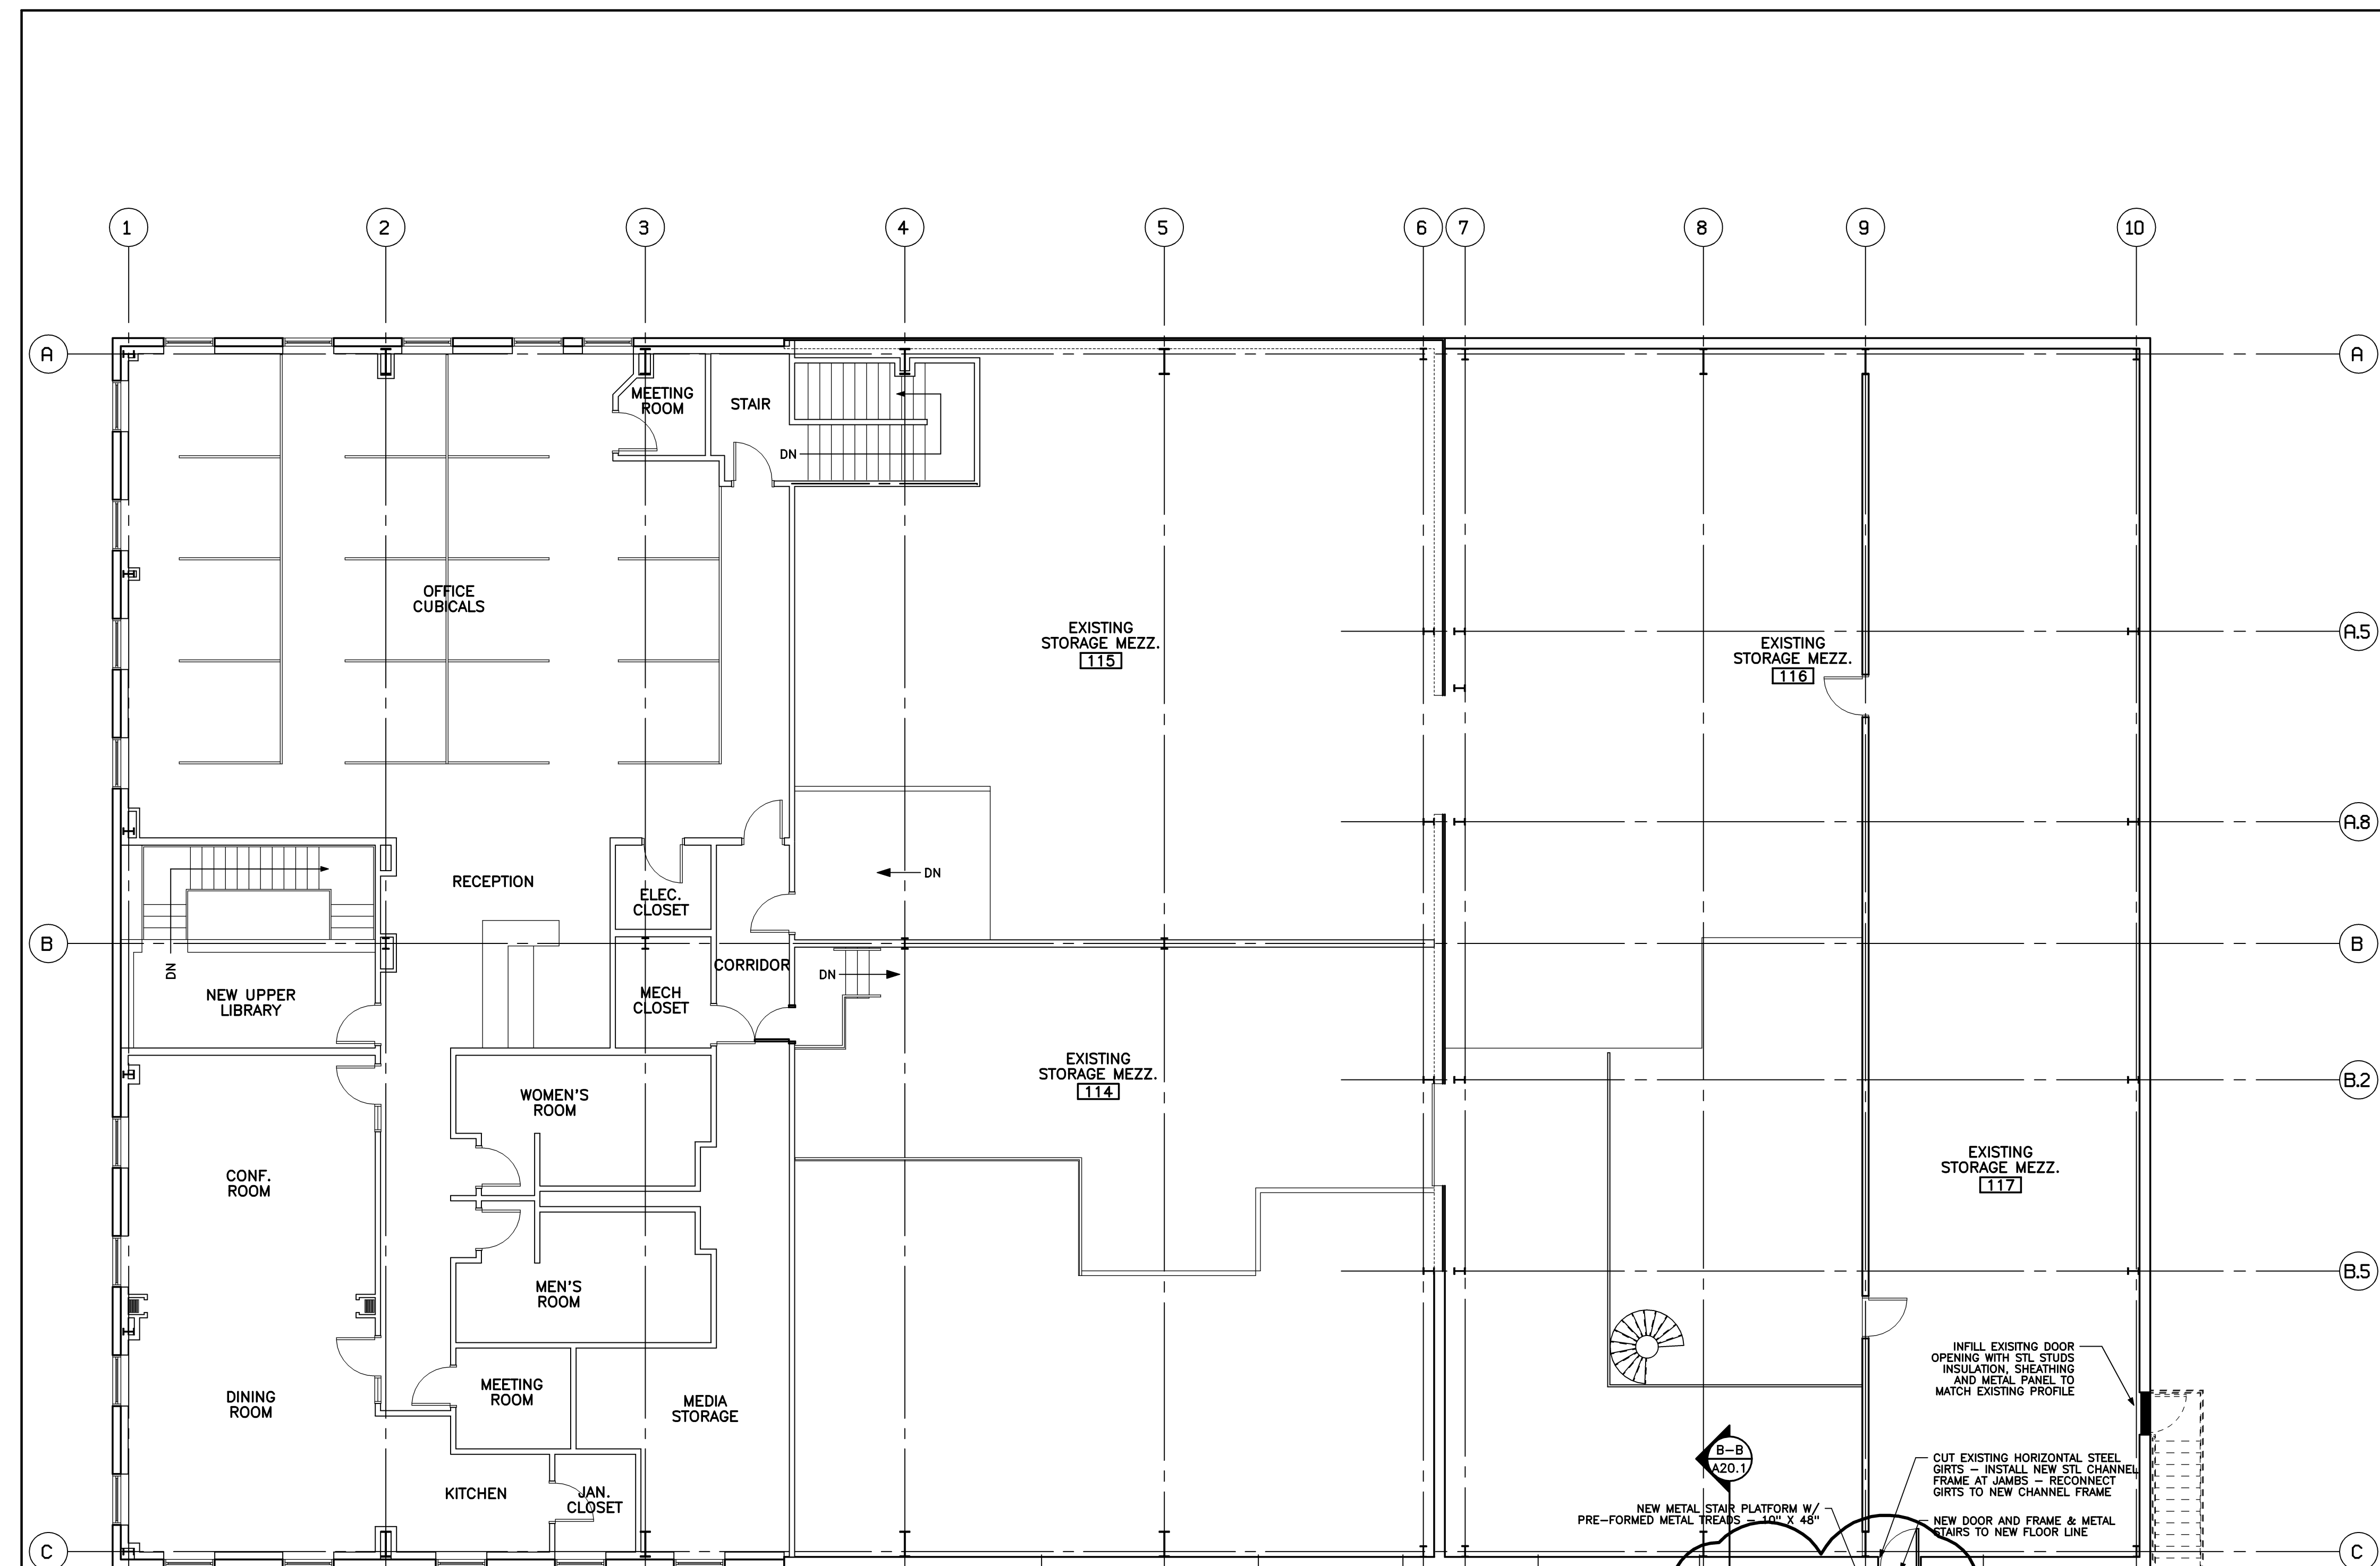 1
2
3
4
5
6
7
8
9
10
A
A
MEETING
ROOM
STAIR
DN
OFFICE
CUBICALS
EXISTING
STORAGE MEZZ.
115
EXISTING
STORAGE MEZZ.
116
A.5
A.8
RECEPTION
ELEC.
CLOSET
DN
B
B
DN
NEW UPPER
LIBRARY
MECH
CLOSET
CORRIDOR
DN
EXISTING
STORAGE MEZZ.
114
B.2
WOMEN'S
ROOM
CONF.
ROOM
EXISTING
STORAGE MEZZ.
117
B.5
MEN'S
ROOM
DINING
ROOM
MEETING
ROOM
MEDIA
STORAGE
INFILL EXISITNG DOOR
OPENING WITH STL STUDS
INSULATION, SHEATHING
AND METAL PANEL TO
MATCH EXISTING PROFILE
B-B
A20.1
CUT EXISTING HORIZONTAL STEEL
GIRTS - INSTALL NEW STL CHANNEL
FRAME AT JAMBS - RECONNECT
GIRTS TO NEW CHANNEL FRAME
KITCHEN
JAN.
CLOSET
NEW METAL STAIR PLATFORM W/
PRE-FORMED METAL TREADS - 10" X 48"
NEW DOOR AND FRAME & METAL
STAIRS TO NEW FLOOR LINE
C
C